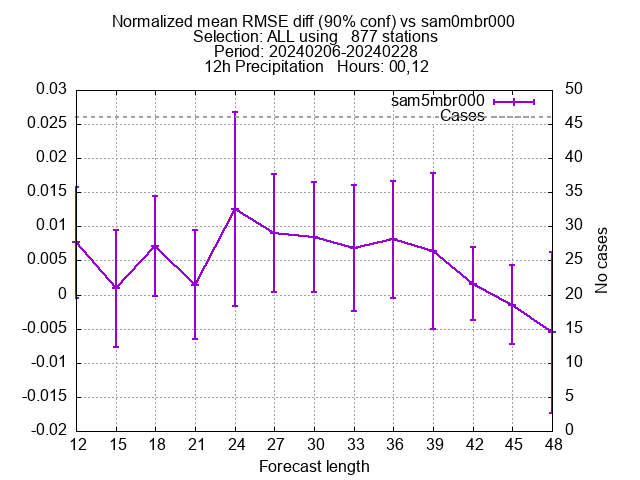 Normalized mean RMSE diff (90% conf) vs sam0mbr000
Selection: ALL using   877 stations
Period: 20240206-20240228
12h Precipitation   Hours: 00,12
0.03
0.025
0.02
0.015
0.01
0.005
0
-0.005
-0.01
-0.015
-0.02
sam5mbr000
Cases
50
45
40
35
30
25
20
15
10
5
0
No cases
12 15 18 21 24 27 30 33 36 39 42 45 48
Forecast length